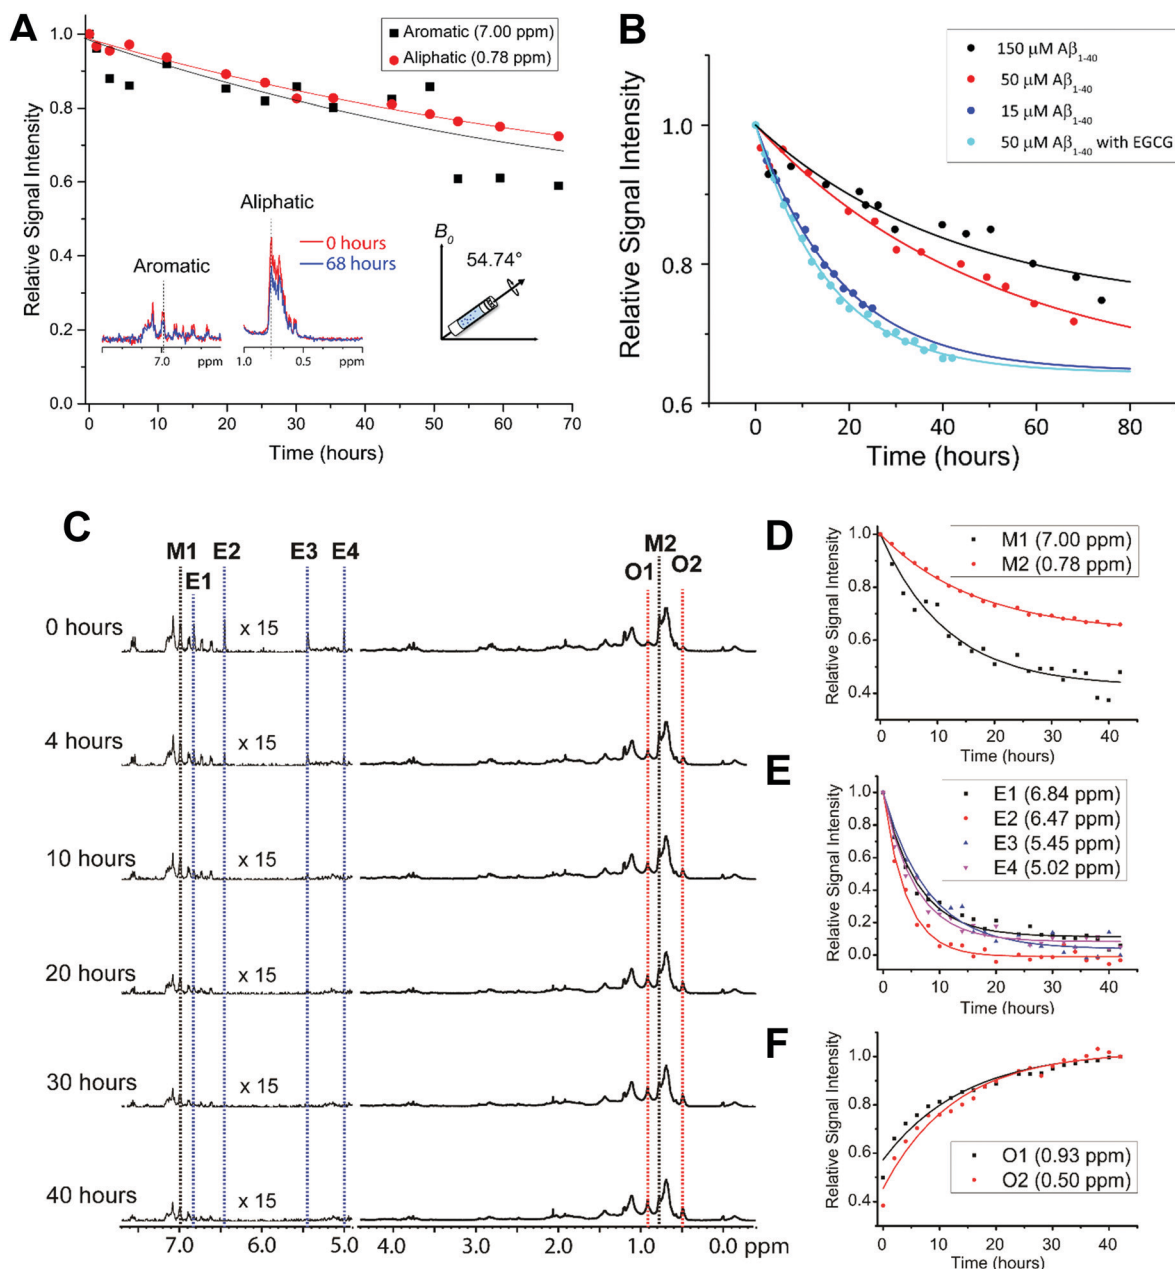 A
Relative Signal Intensity
1.0
0.8
0.6
0.4
0.2
0.0
Aromatic (7.00 ppm)
Aliphatic (0.78 ppm)
Aliphatic
0 hours
68 hours
Aromatic
7.0
ppm
1.0
0.5
ppm
B₀
54.74°
0 10 20 30 40 50 60 70
Time (hours)
B
Relative Signal Intensity
1.0
0.8
0.6
150 μM Aβ₁₋₄₀
50 μM Aβ₁₋₄₀
15 μM Aβ₁₋₄₀
50 μM Aβ₁₋₄₀ with EGCG
0 20 40 60 80
Time (hours)
C
M1 E2 E3 E4 M2
E1 O1 O2
0 hours
x 15
4 hours
x 15
10 hours
x 15
20 hours
x 15
30 hours
x 15
40 hours
x 15
7.0 6.0 5.0 4.0 3.0 2.0 1.0 0.0 ppm
D
Relative Signal Intensity
1.0
0.8
0.6
0.4
M1 (7.00 ppm)
M2 (0.78 ppm)
0 10 20 30 40
Time (hours)
E
Relative Signal Intensity
1.0
0.8
0.6
0.4
0.2
0.0
E1 (6.84 ppm)
E2 (6.47 ppm)
E3 (5.45 ppm)
E4 (5.02 ppm)
0 10 20 30 40
Time (hours)
F
Relative Signal Intensity
1.0
0.8
0.6
0.4
O1 (0.93 ppm)
O2 (0.50 ppm)
0 10 20 30 40
Time (hours)